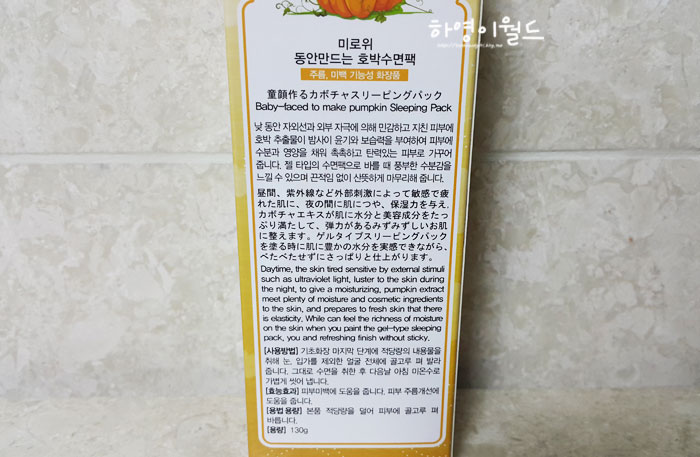 하영이월드
미로위
동안만드는 호박수면팩
주름, 미백 기능성 화장품
童顔作るカボチャスリーピングパック
Baby-faced to make pumpkin Sleeping Pack
낮 동안 자외선과 외부 자극에 의해 민감하고 지친 피부에
호박 추출물이 밤사이 윤기와 보습력을 부여하여 피부에
수분과 영양을 채워 촉촉하고 탄력있는 피부로 가꾸어
줍니다. 젤 타입의 수면팩으로 바를 때 풍부한 수분감을
느낄 수 있으며 끈적임 없이 산뜻하게 마무리해 줍니다.
昼間、紫外線など外部刺激によって敏感で疲
れた肌に、夜の間に肌につや、保湿力を与え、
カボチャエキスが肌に水分と美容成分をたっ
ぷり満たして、弾力があるみずみずしいお肌
に整えます。ゲルタイプスリーピングパック
を塗る時に肌に豊かの水分を実感できながら、
べたべたせずにさっぱりと仕上がります。
Daytime, the skin tired sensitive by external stimuli
such as ultraviolet light, luster to the skin during
the night, to give a moisturizing, pumpkin extract
meet plenty of moisture and cosmetic ingredients
to the skin, and prepares to fresh skin that there
is elasticity. While can feel the richness of moisture
on the skin when you paint the gel-type sleeping
pack, you and refreshing finish without sticky.
[사용방법] 기초화장 마지막 단계에 적당량의 내용물을
취해 눈, 입가를 제외한 얼굴 전체에 골고루 펴 발라
줍니다. 그대로 수면을 취한 후 다음날 아침 미온수로
가볍게 씻어 냅니다.
[효능효과] 피부미백에 도움을 줍니다. 피부 주름개선에
도움을 줍니다.
[용법 용량] 본품 적당량을 덜어 피부에 골고루 펴
바릅니다.
[용량] 130g